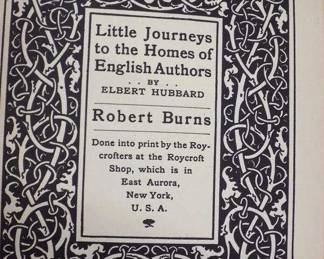 Little Journeys
to the Homes of
English Authors
. . BY . .
ELBERT HUBBARD
Robert Burns
Done into print by the Roy-
crofters at the Roycroft
Shop, which is in
East Aurora,
New York,
U. S. A.